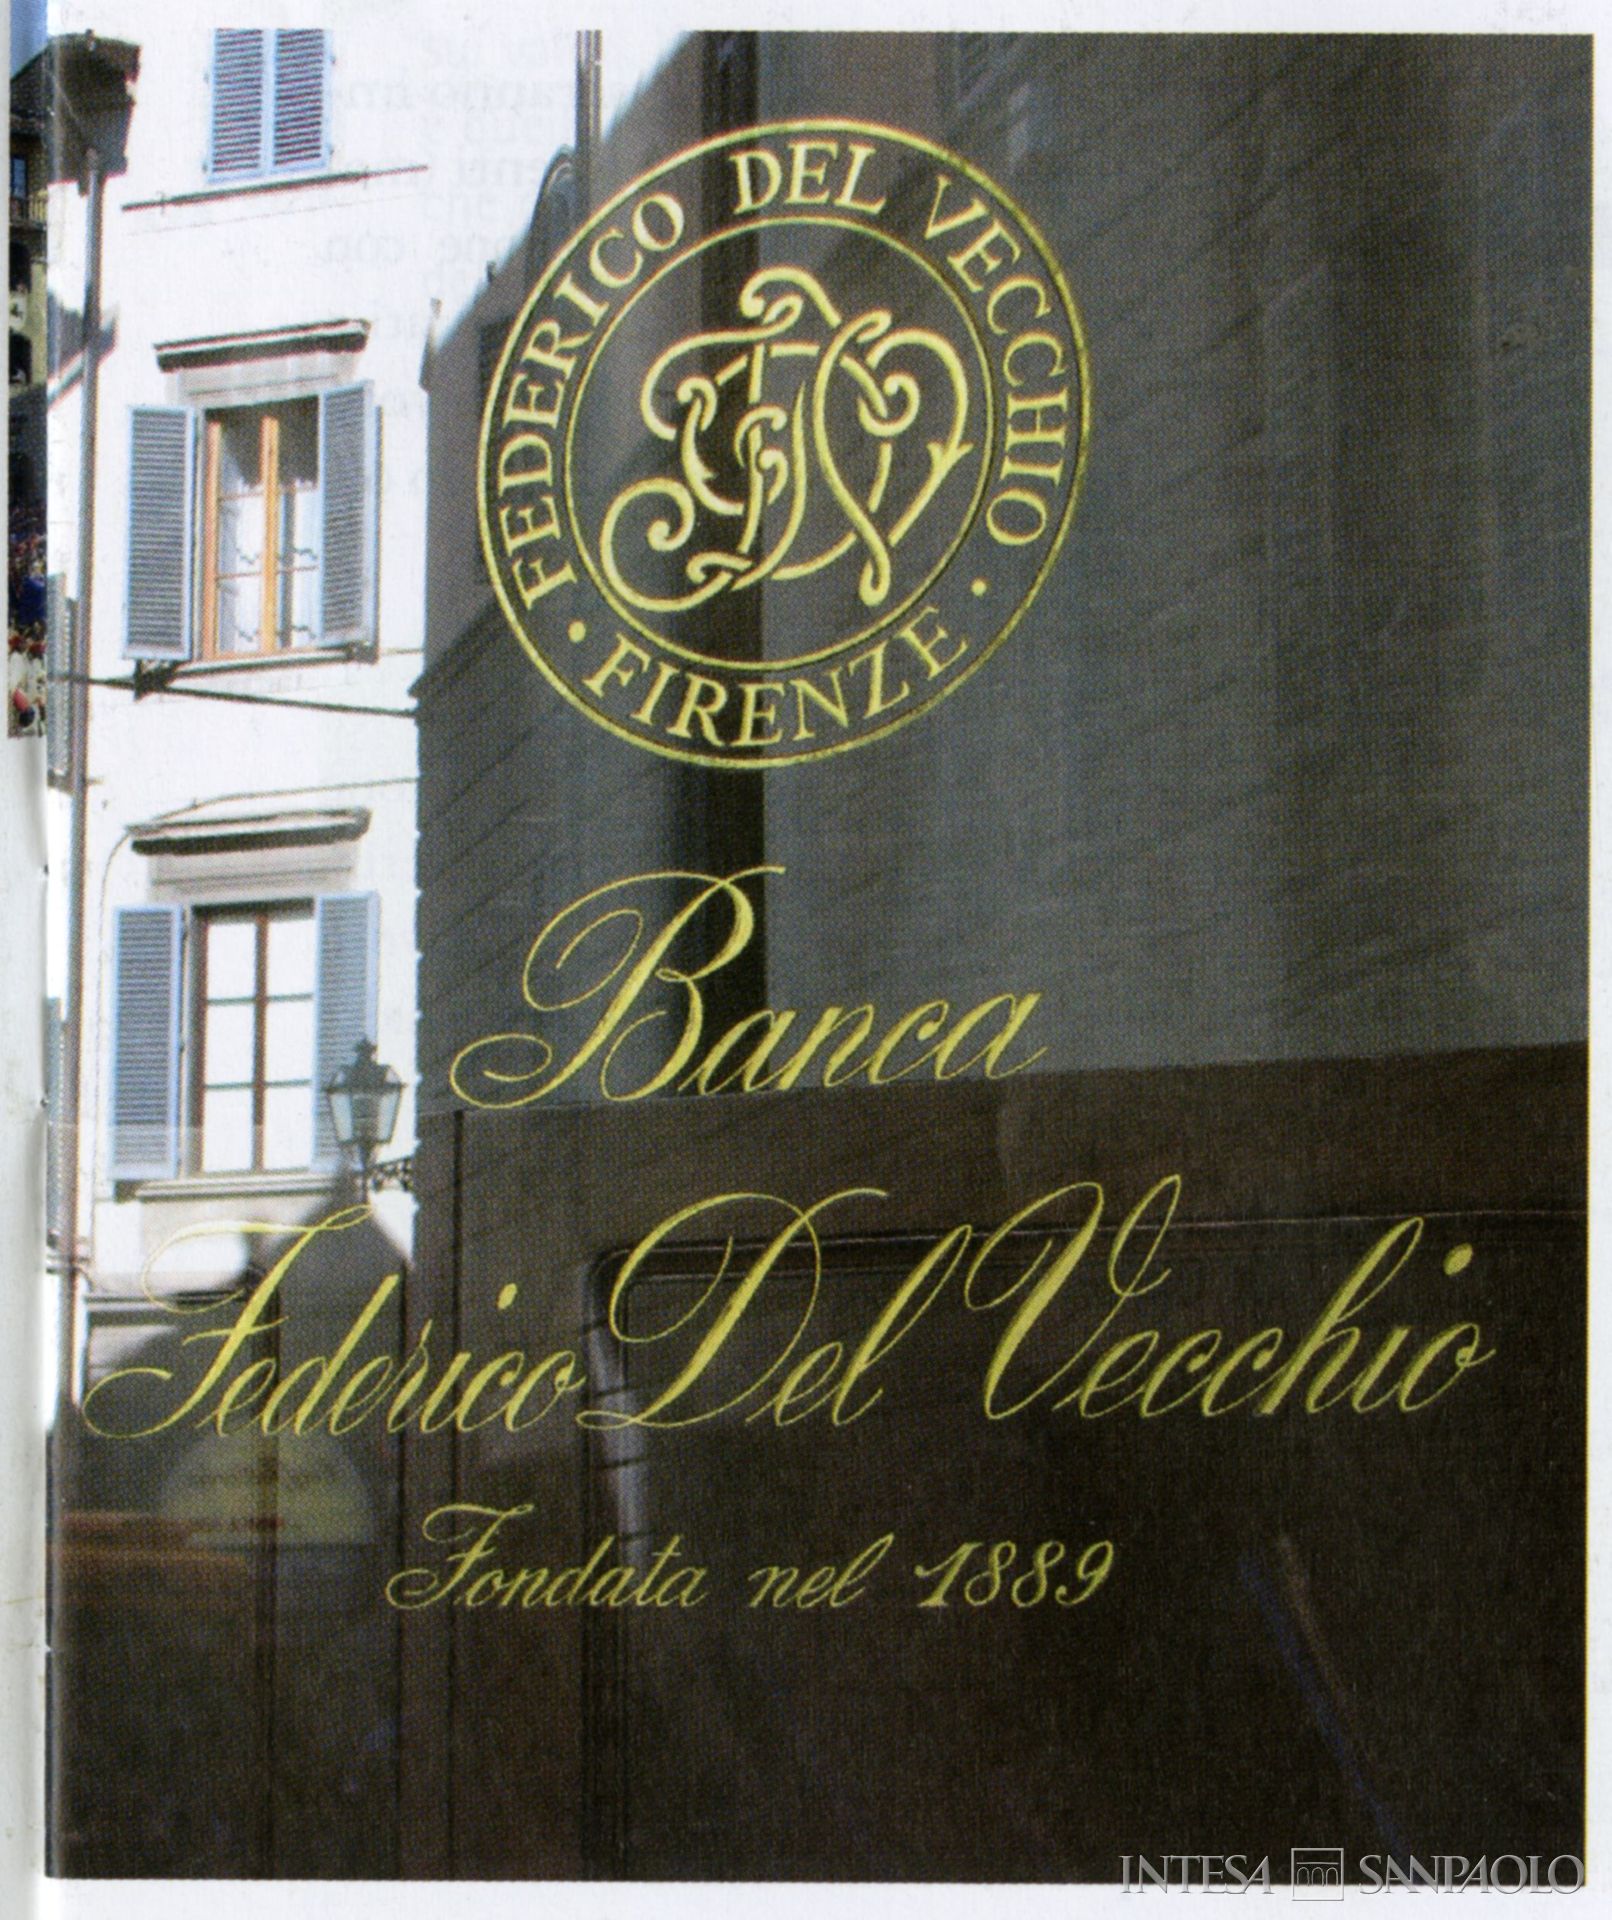 FEDERICO DEL VECCHIO
· FIRENZE ·
Banca
Federico Del Vecchio
Fondata nel 1889
INTESA SANPAOLO